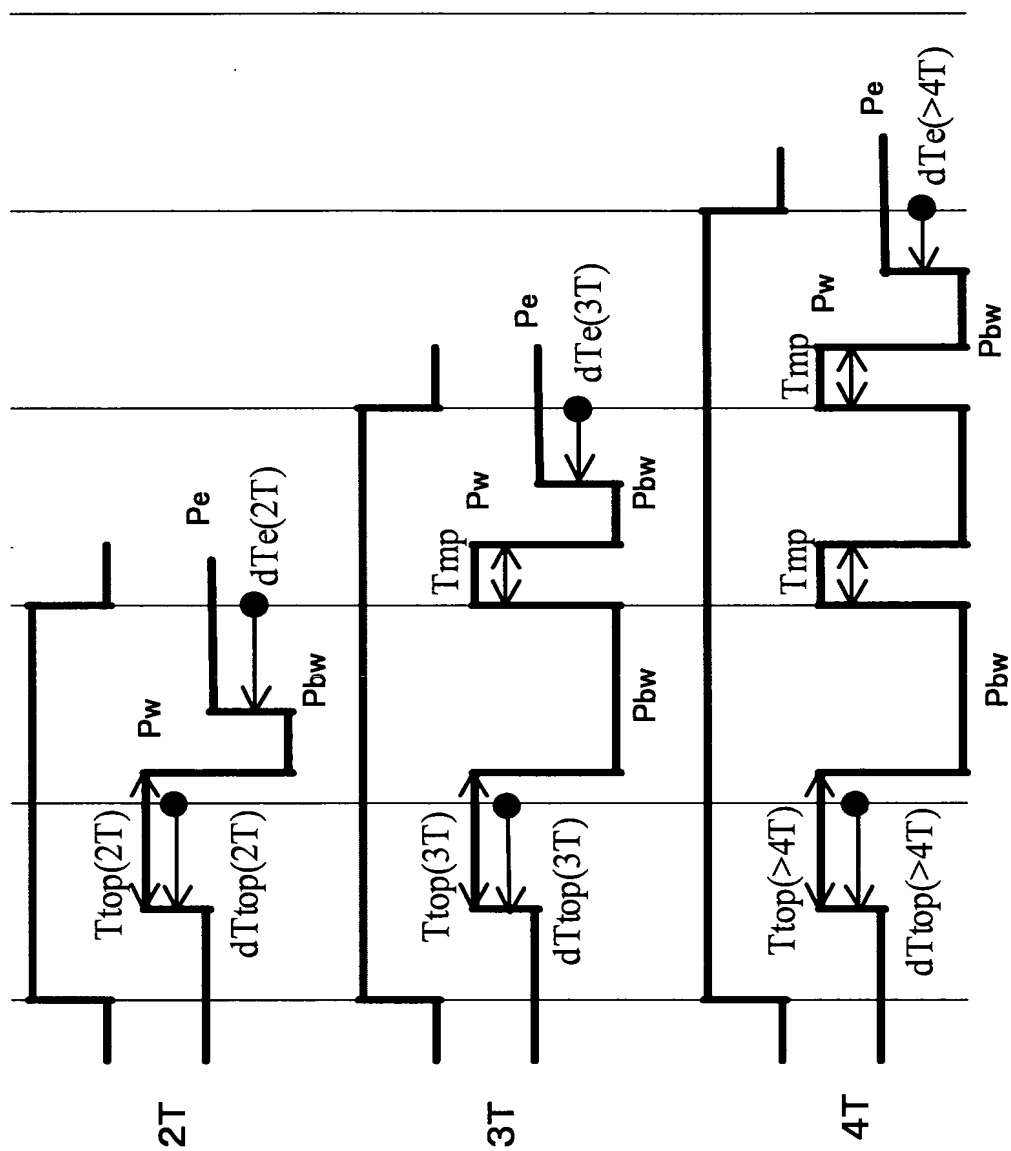 2T
Ttop(2T)
dTtop(2T)
Pw
Pbw
Pe
dTe(2T)
3T
Ttop(3T)
dTtop(3T)
Pbw
Tmp
Pw
Pbw
Pe
dTe(3T)
4T
Ttop(>4T)
dTtop(>4T)
Pbw
Tmp
Tmp
Pw
Pbw
Pe
dTe(>4T)